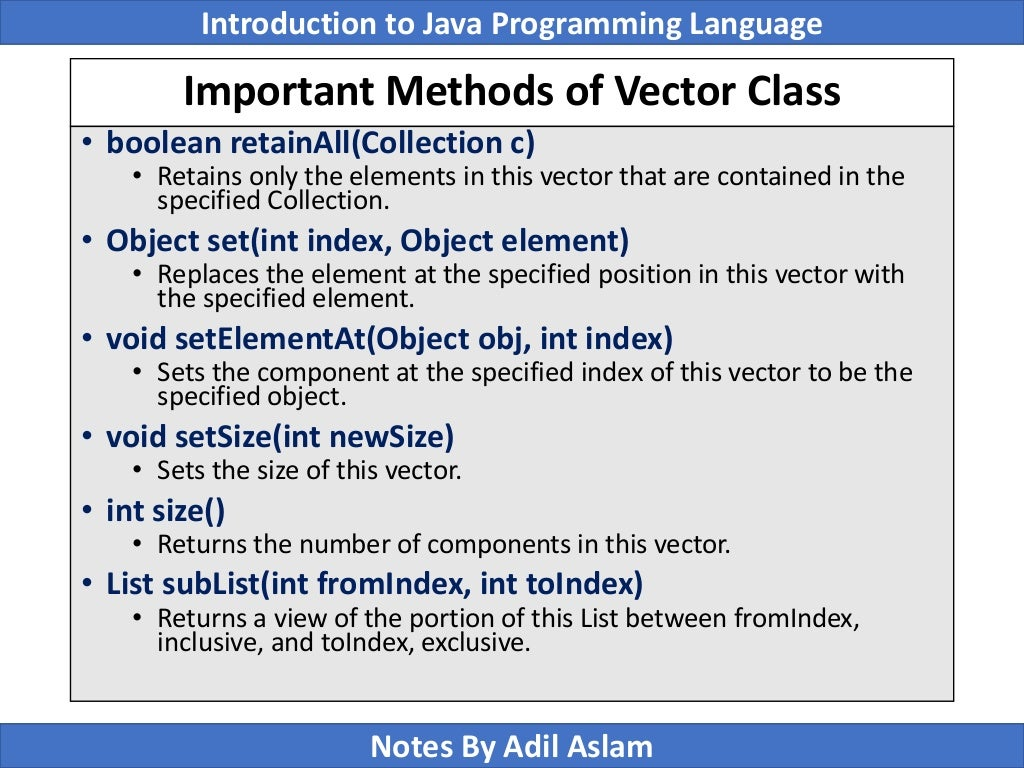 Introduction to Java Programming Language
Important Methods of Vector Class
• boolean retainAll(Collection c)
• Retains only the elements in this vector that are contained in the
specified Collection.
• Object set(int index, Object element)
• Replaces the element at the specified position in this vector with
the specified element.
• void setElementAt(Object obj, int index)
• Sets the component at the specified index of this vector to be the
specified object.
• void setSize(int newSize)
• Sets the size of this vector.
• int size()
• Returns the number of components in this vector.
• List subList(int fromIndex, int toIndex)
• Returns a view of the portion of this List between fromIndex,
inclusive, and toIndex, exclusive.
Notes By Adil Aslam